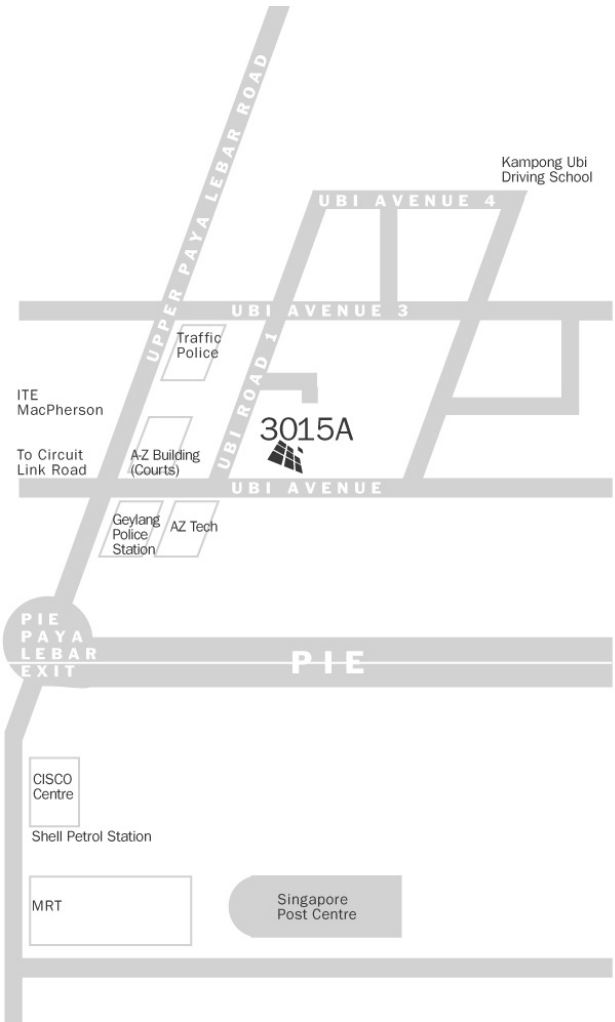 UPPER PAYA LEBAR ROAD
Kampong Ubi
Driving School
UBI AVENUE 4
UBI AVENUE 3
Traffic
Police
UBI ROAD 1
ITE
MacPherson
3015A
To Circuit
Link Road
A-Z Building
(Courts)
UBI AVENUE
Geylang
Police
Station
AZ Tech
PIE
PAYA
LEBAR
EXIT
PIE
CISCO
Centre
Shell Petrol Station
MRT
Singapore
Post Centre